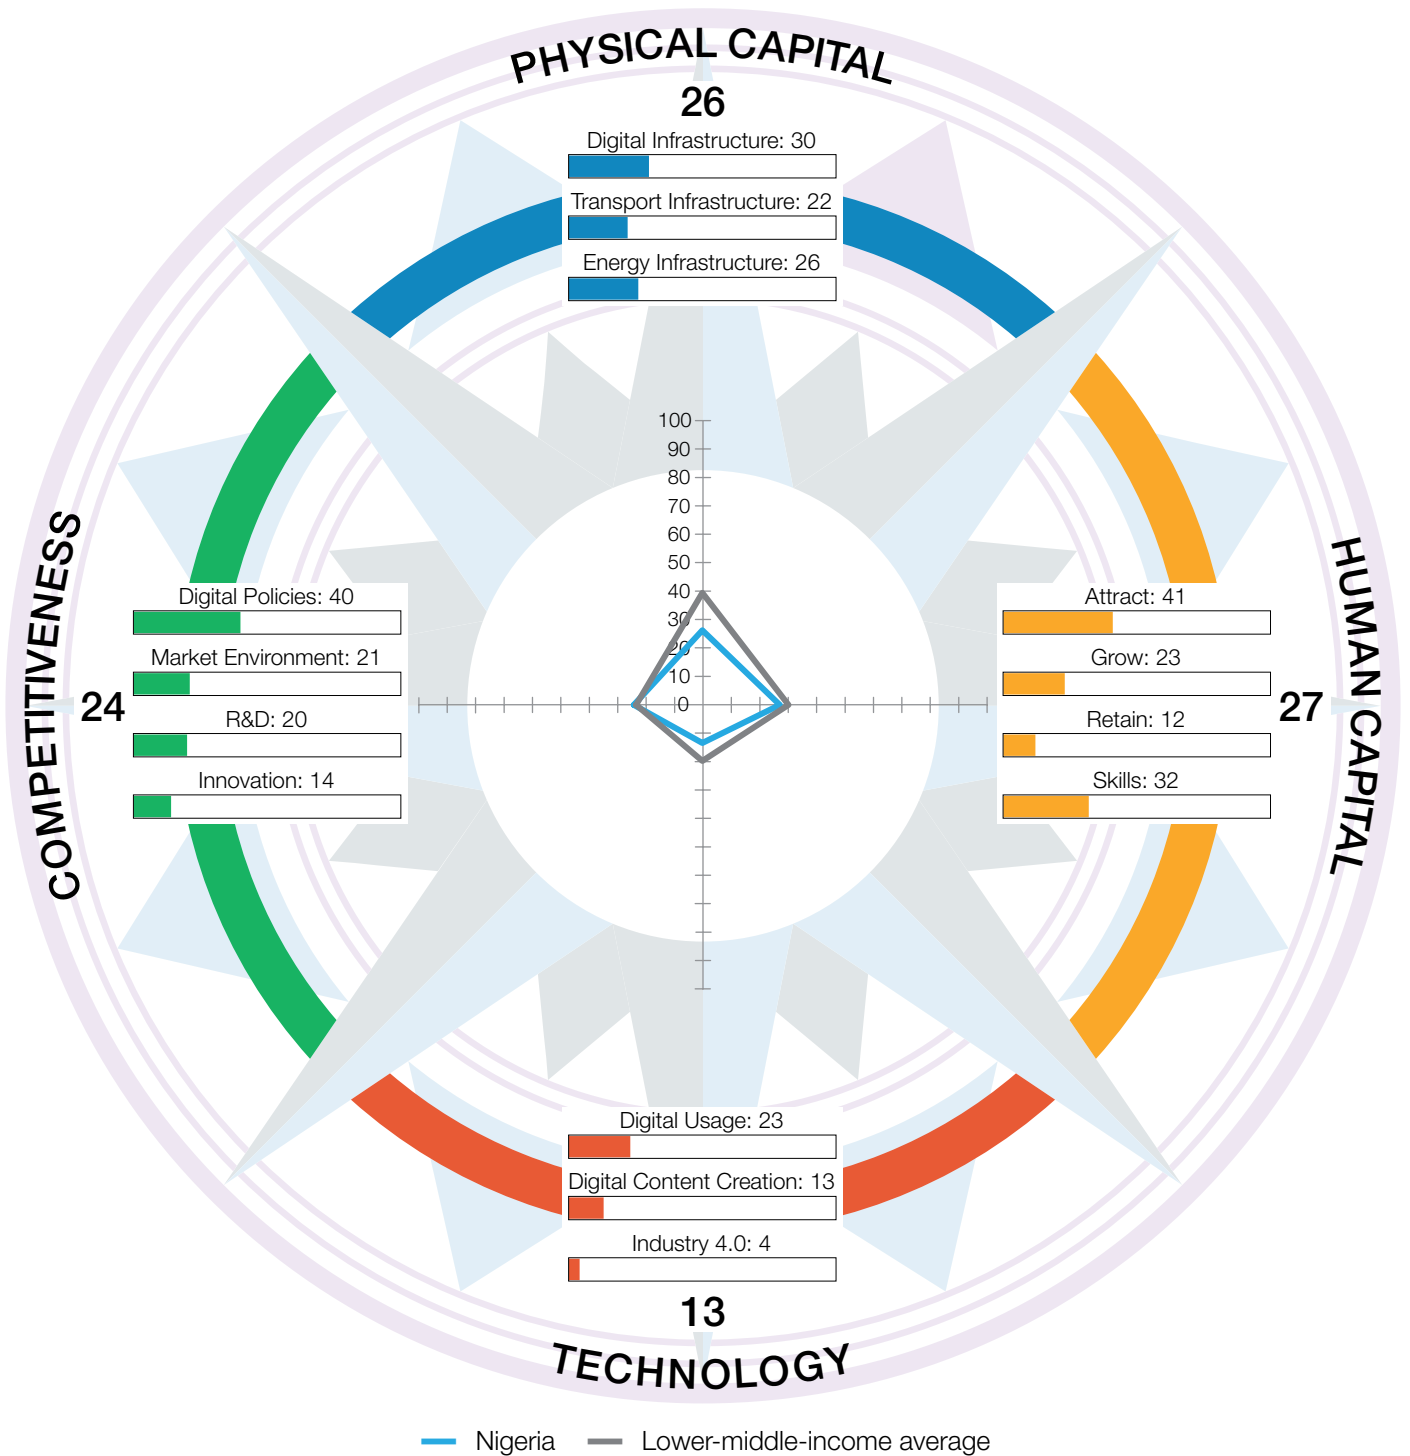 PHYSICAL CAPITAL
26
Digital Infrastructure: 30
Transport Infrastructure: 22
Energy Infrastructure: 26
100
90
80
70
60
50
40
30
20
10
0
COMPETITIVENESS
24
Digital Policies: 40
Market Environment: 21
R&D: 20
Innovation: 14
HUMAN CAPITAL
27
Attract: 41
Grow: 23
Retain: 12
Skills: 32
Digital Usage: 23
Digital Content Creation: 13
Industry 4.0: 4
13
TECHNOLOGY
Nigeria
Lower-middle-income average